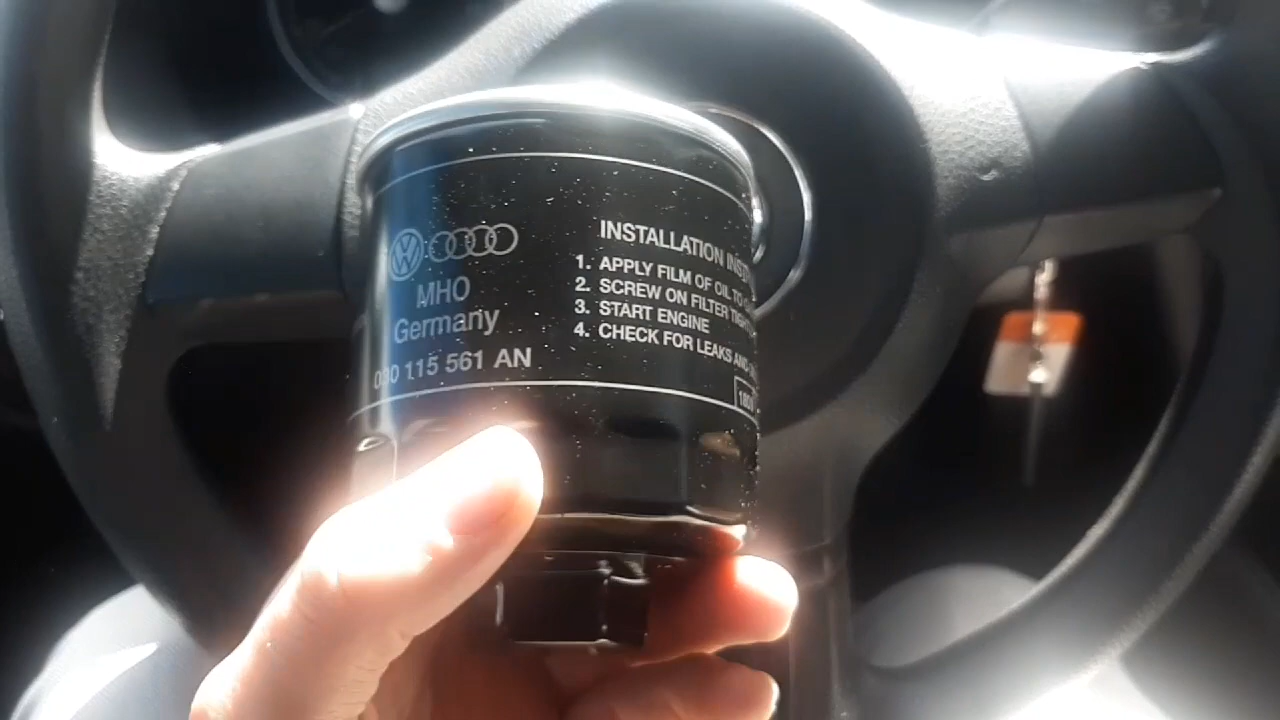 MHO
Germany
115 561 AN
INSTALLATION
1. APPLY FILM OF OIL TO
2. SCREW ON FILTER
3. START ENGINE
4. CHECK FOR LEAKS AND